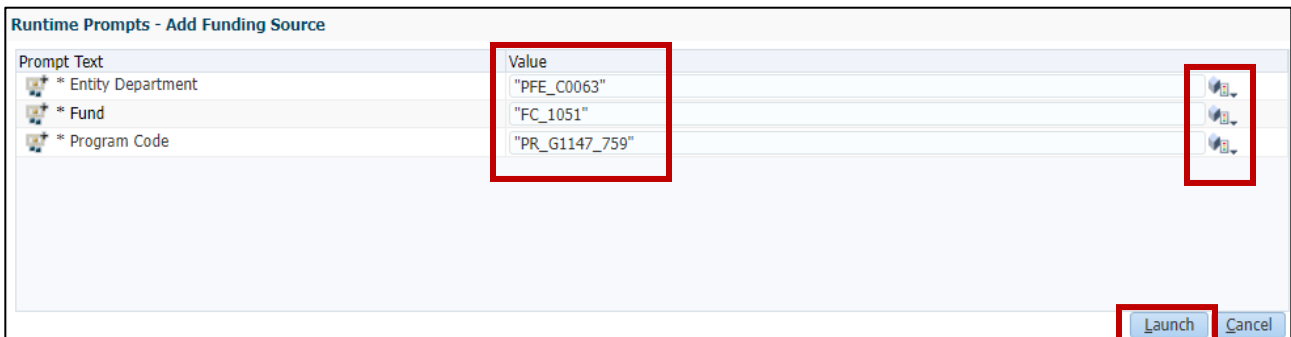 Runtime Prompts - Add Funding Source
Prompt Text Value
* Entity Department "PFE_C0063"
* Fund "FC_1051"
* Program Code "PR_G1147_759"
Launch Cancel